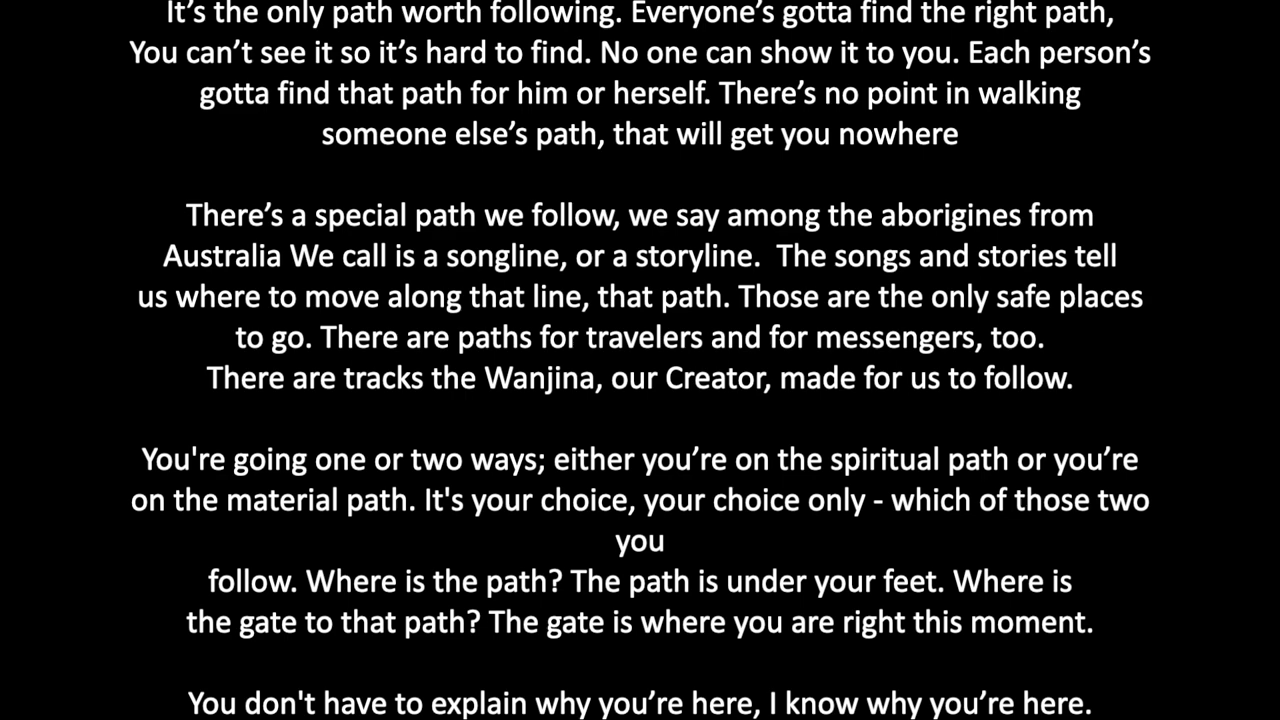 It’s the only path worth following. Everyone’s gotta find the right path,
You can’t see it so it’s hard to find. No one can show it to you. Each person’s
gotta find that path for him or herself. There’s no point in walking
someone else’s path, that will get you nowhere
There’s a special path we follow, we say among the aborigines from
Australia We call is a songline, or a storyline.  The songs and stories tell
us where to move along that line, that path. Those are the only safe places
to go. There are paths for travelers and for messengers, too.
There are tracks the Wanjina, our Creator, made for us to follow.
You're going one or two ways; either you’re on the spiritual path or you’re
on the material path. It's your choice, your choice only - which of those two
you
follow. Where is the path? The path is under your feet. Where is
the gate to that path? The gate is where you are right this moment.
You don't have to explain why you’re here, I know why you’re here.